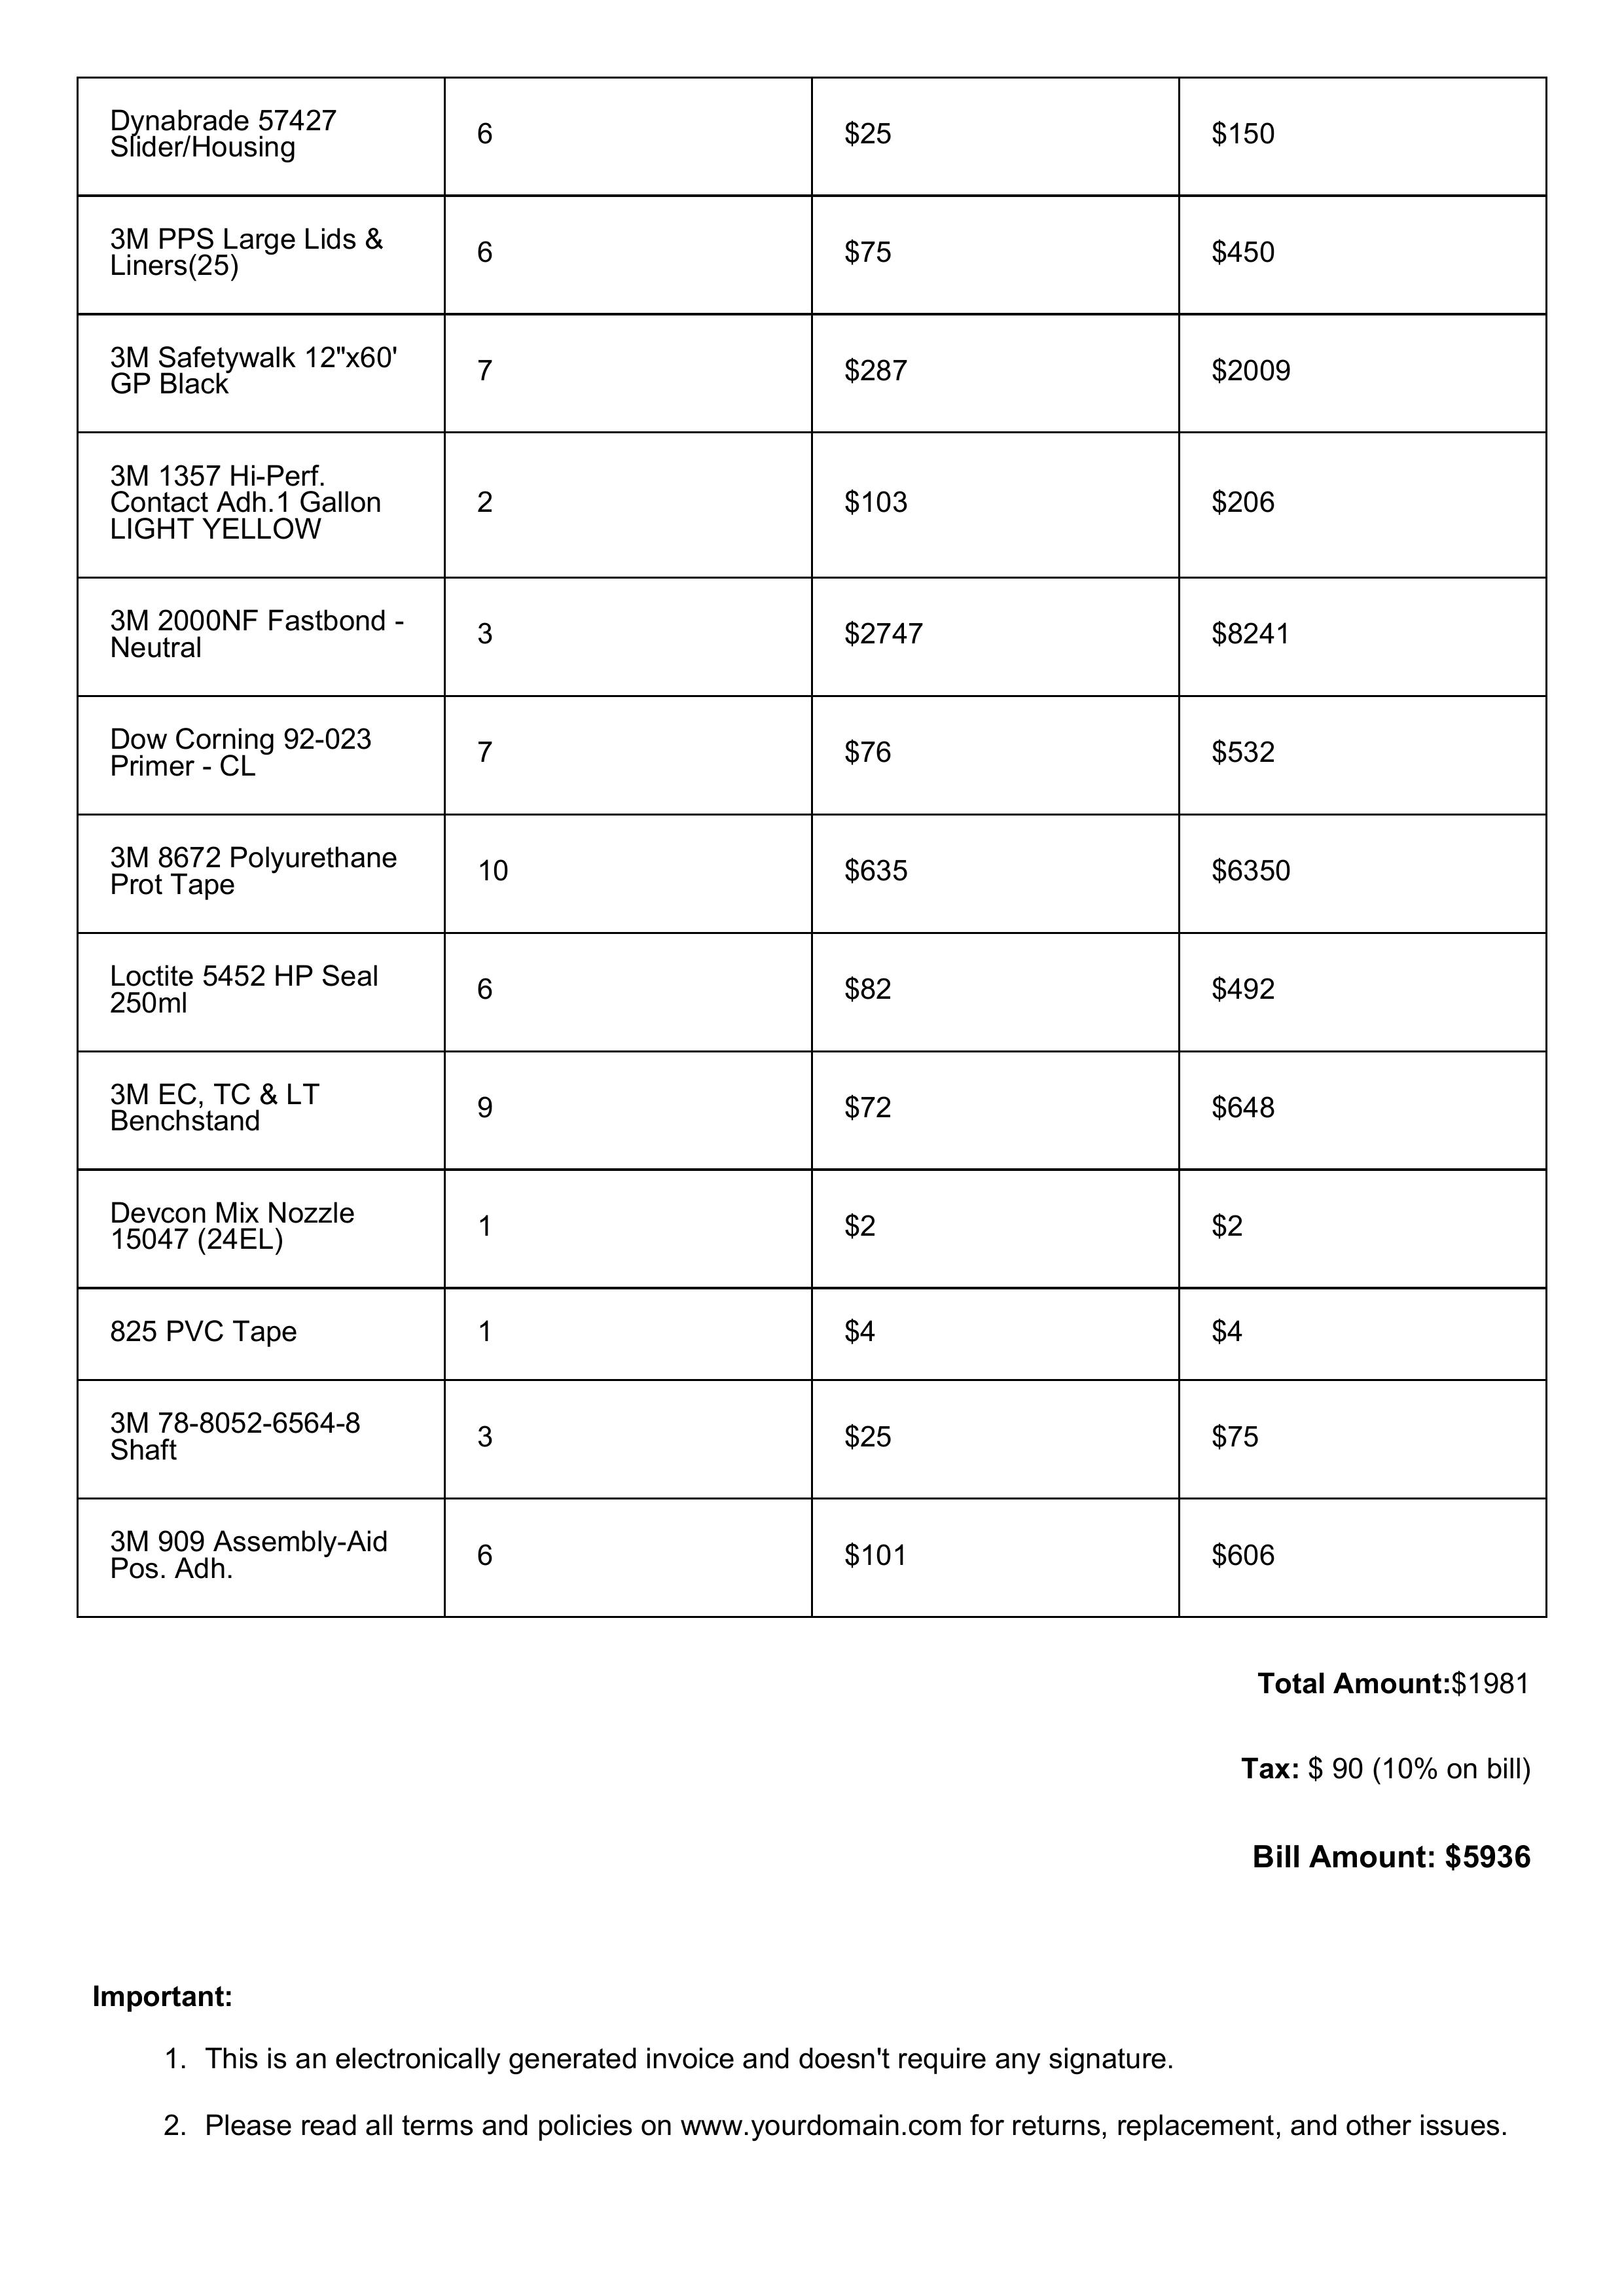 Dynabrade 57427
Slider/Housing
6
$25
$150
3M PPS Large Lids &
Liners(25)
6
$75
$450
3M Safetywalk 12"x60'
GP Black
7
$287
$2009
3M 1357 Hi-Perf.
Contact Adh.1 Gallon
LIGHT YELLOW
2
$103
$206
3M 2000NF Fastbond -
Neutral
3
$2747
$8241
Dow Corning 92-023
Primer - CL
7
$76
$532
3M 8672 Polyurethane
Prot Tape
10
$635
$6350
Loctite 5452 HP Seal
250ml
6
$82
$492
3M EC, TC & LT
Benchstand
9
$72
$648
Devcon Mix Nozzle
15047 (24EL)
1
$2
$2
825 PVC Tape
1
$4
$4
3M 78-8052-6564-8
Shaft
3
$25
$75
3M 909 Assembly-Aid
Pos. Adh.
6
$101
$606
Total Amount:$1981
Tax: $ 90 (10% on bill)
Bill Amount: $5936
Important:
1. This is an electronically generated invoice and doesn't require any signature.
2. Please read all terms and policies on www.yourdomain.com for returns, replacement, and other issues.